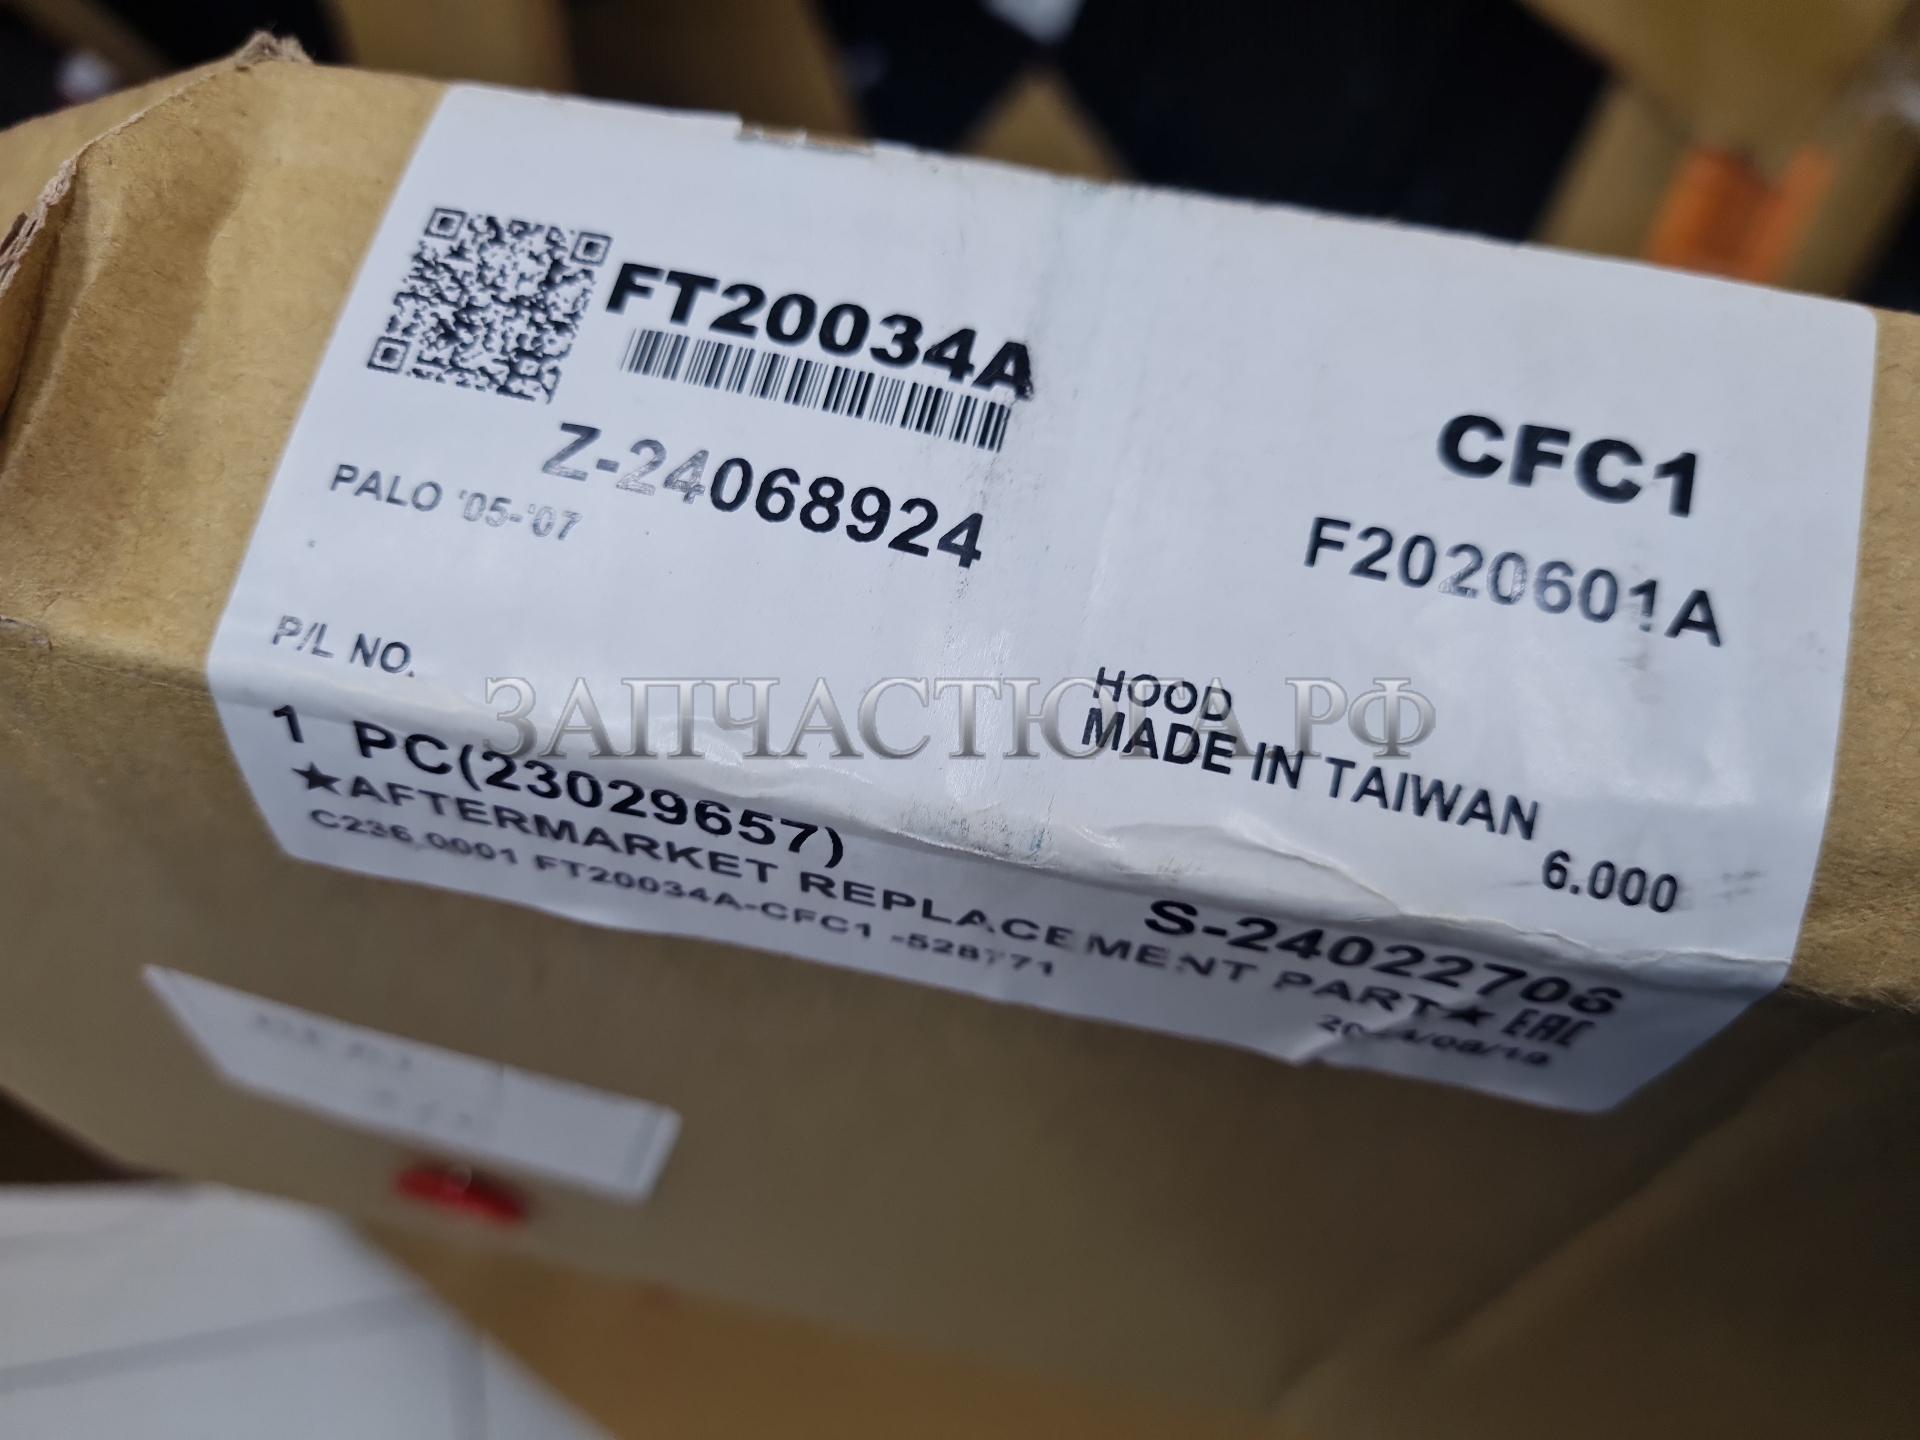 FT20034A
CFC1
Z-24068924
F2020601A
PALO '05-'07
P/L NO.
HOOD
MADE IN TAIWAN
1 PC(23029657)
6.000
S-24022706
★AFTERMARKET REPLACEMENT PART★ EAC
C236.0001 FT20034A-CFC1 -528771
ЗАПЧАСТЮГА.РФ